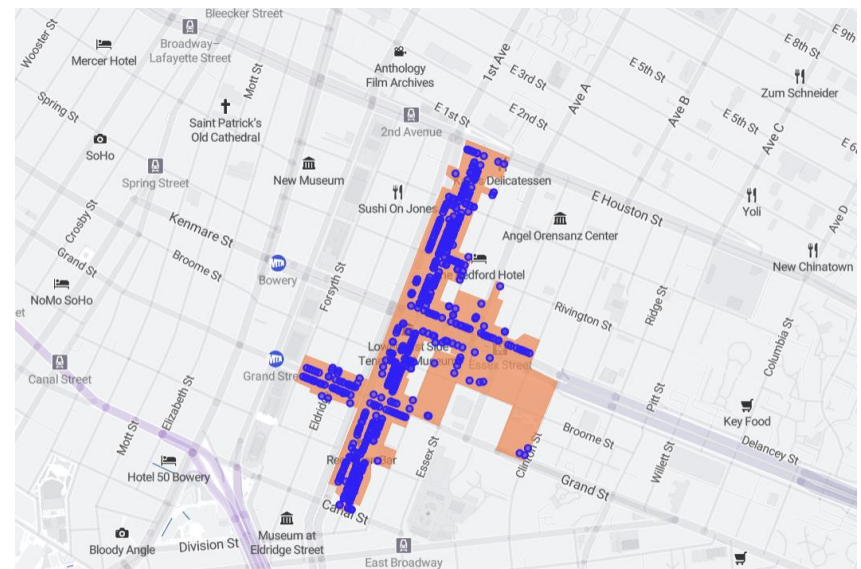 Bleecker Street
Wooster St
Mercer Hotel
Broadway–
Lafayette Street
Mott St
Anthology
Film Archives
1st Ave
E 3rd St
E 5th St
E 8th St
E 9th
Zum Schneider
Ave A
Ave B
Ave C
E 5th St
E 6
Spring St
SoHo
Saint Patrick's
Old Cathedral
E 1st St
E 2nd St
2nd Avenue
Spring Street
New Museum
Sushi On Jones
Delicatessen
E Houston St
Yoli
Ave D
Crosby St
Kenmare St
Angel Orensanz Center
New Chinatown
Grand St
Broome St
Bowery
Forsyth St
Hotel
NoMo SoHo
Rivington St
Ridge St
Columbia St
et
Canal Street
Grand Stre
Essex Street
Elizabeth St
Eldrid
Mott St
Pitt St
Key Food
Broome St
Delancey St
Essex St
Clinton St
Willett St
Hotel 50 Bowery
Bar
Grand St
Canal St
Bloody Angle
Division St
Museum at
Eldridge Street
East Broadway